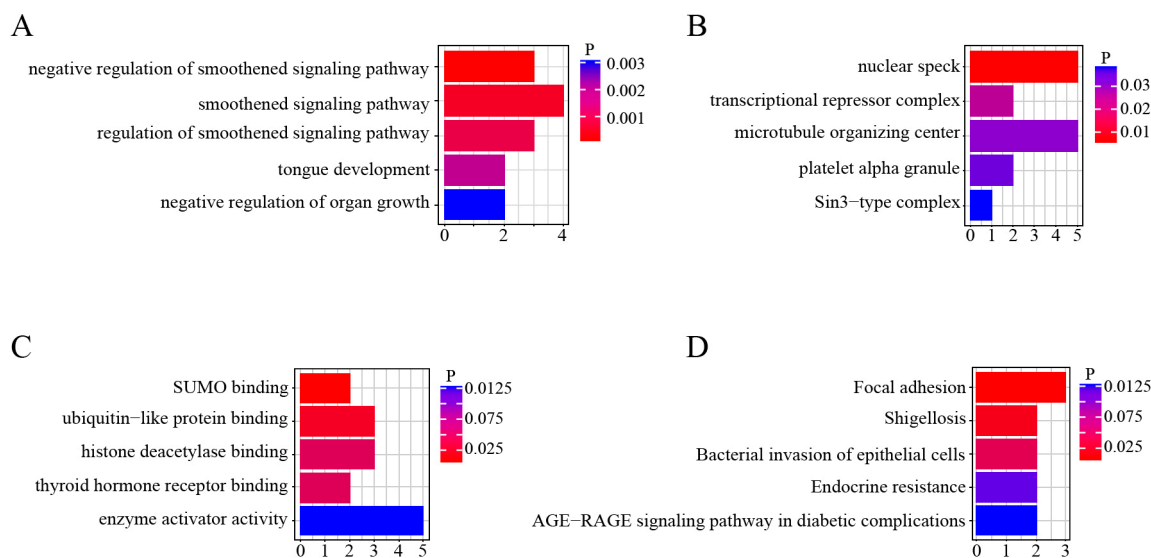 A
P
negative regulation of smoothened signaling pathway
smoothened signaling pathway
regulation of smoothened signaling pathway
tongue development
negative regulation of organ growth
0.003
0.002
0.001
0 2 4
B
P
nuclear speck
transcriptional repressor complex
microtubule organizing center
platelet alpha granule
Sin3−type complex
0.03
0.02
0.01
0 1 2 3 4 5
C
P
SUMO binding
ubiquitin−like protein binding
histone deacetylase binding
thyroid hormone receptor binding
enzyme activator activity
0.0125
0.075
0.025
0 1 2 3 4 5
D
P
Focal adhesion
Shigellosis
Bacterial invasion of epithelial cells
Endocrine resistance
AGE−RAGE signaling pathway in diabetic complications
0.0125
0.075
0.025
0 1 2 3